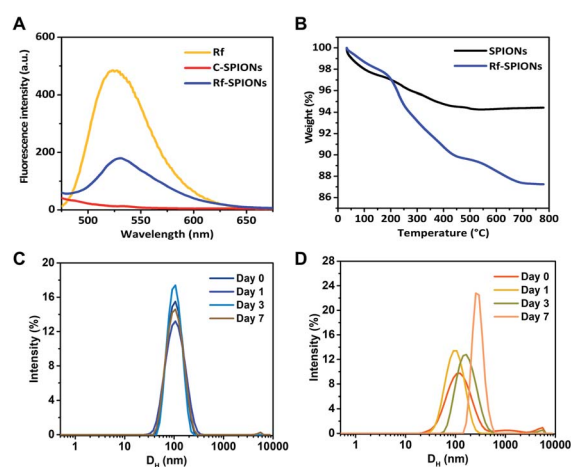 A
Rf
C-SPIONs
Rf-SPIONs
Fluorescence intensity (a.u.)
600
400
200
0
500 550 600 650
Wavelength (nm)
B
SPIONs
Rf-SPIONs
Weight (%)
100
98
96
94
92
90
88
86
0 100 200 300 400 500 600 700 800
Temperature (°C)
C
Day 0
Day 1
Day 3
Day 7
Intensity (%)
20
16
12
8
4
0
1 10 100 1000 10000
DH (nm)
D
Day 0
Day 1
Day 3
Day 7
Intensity (%)
28
24
20
16
12
8
4
0
1 10 100 1000 10000
DH (nm)